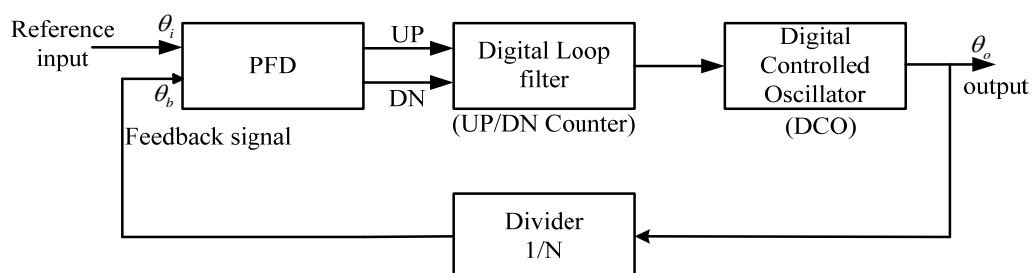 Reference
input
θi
θb
Feedback signal
PFD
UP
DN
Digital Loop
filter
(UP/DN Counter)
Digital
Controlled
Oscillator
(DCO)
θo
output
Divider
1/N